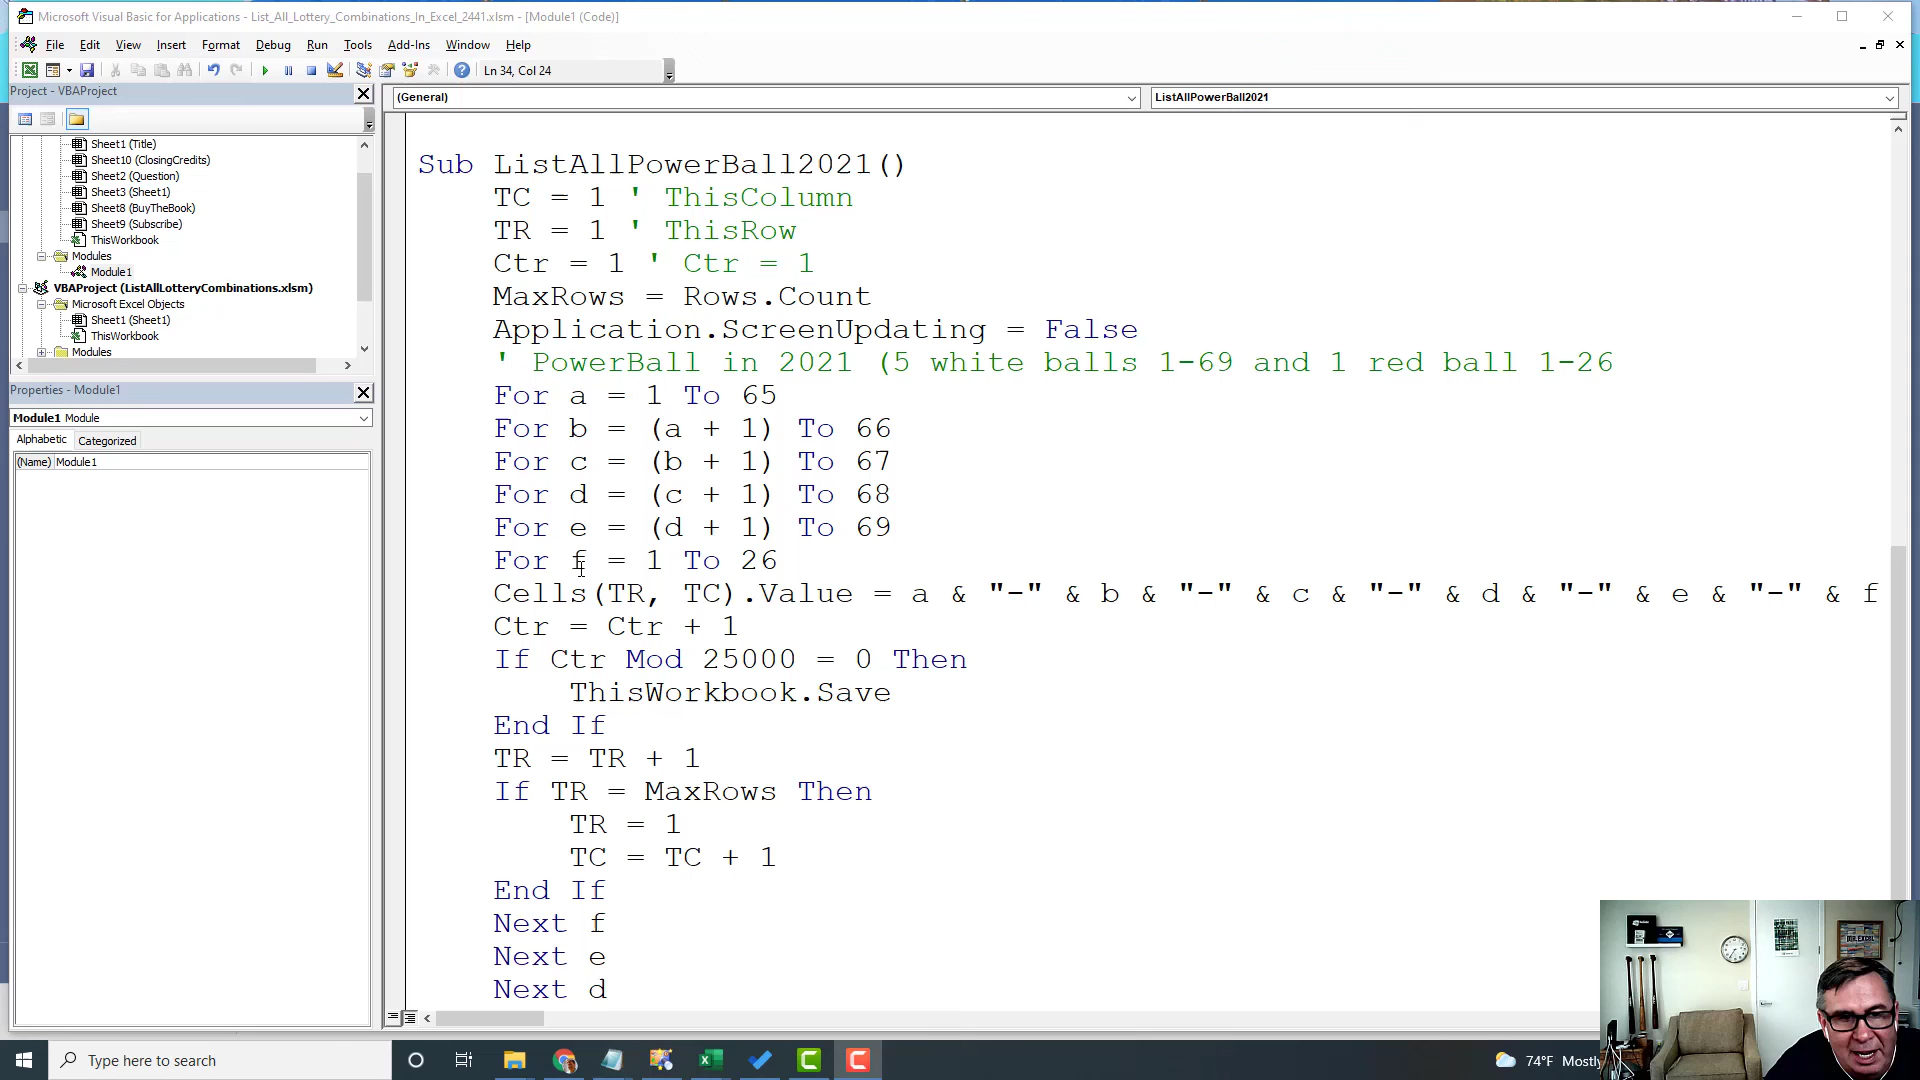 Microsoft Visual Basic for Applications - List_All_Lottery_Combinations_In_Excel_2441.xlsm - [Module1 (Code)]
File Edit View Insert Format Debug Run Tools Add-Ins Window Help
Ln 34, Col 24
Project - VBAProject
(General)
ListAllPowerBall2021
Sheet1 (Title)
Sheet10 (ClosingCredits)
Sheet2 (Question)
Sheet3 (Sheet1)
Sheet8 (BuyTheBook)
Sheet9 (Subscribe)
ThisWorkbook
Modules
Module1
VBAProject (ListAllLotteryCombinations.xlsm)
Microsoft Excel Objects
Sheet1 (Sheet1)
ThisWorkbook
Modules
Properties - Module1
Module1 Module
Alphabetic Categorized
(Name) Module1
Sub ListAllPowerBall2021()
TC = 1 ' ThisColumn
TR = 1 ' ThisRow
Ctr = 1 ' Ctr = 1
MaxRows = Rows.Count
Application.ScreenUpdating = False
' PowerBall in 2021 (5 white balls 1-69 and 1 red ball 1-26
For a = 1 To 65
For b = (a + 1) To 66
For c = (b + 1) To 67
For d = (c + 1) To 68
For e = (d + 1) To 69
For f = 1 To 26
Cells(TR, TC).Value = a & "-" & b & "-" & c & "-" & d & "-" & e & "-" & f
Ctr = Ctr + 1
If Ctr Mod 25000 = 0 Then
ThisWorkbook.Save
End If
TR = TR + 1
If TR = MaxRows Then
TR = 1
TC = TC + 1
End If
Next f
Next e
Next d
MR.EXCEL
Type here to search
74°F Mostly